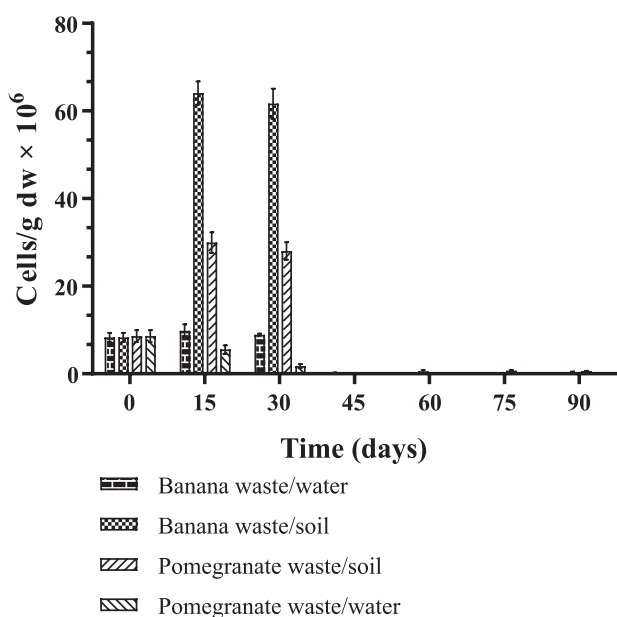 80
60
40
20
0
Cells/g dw × 10⁶
0 15 30 45 60 75 90
Time (days)
Banana waste/water
Banana waste/soil
Pomegranate waste/soil
Pomegranate waste/water